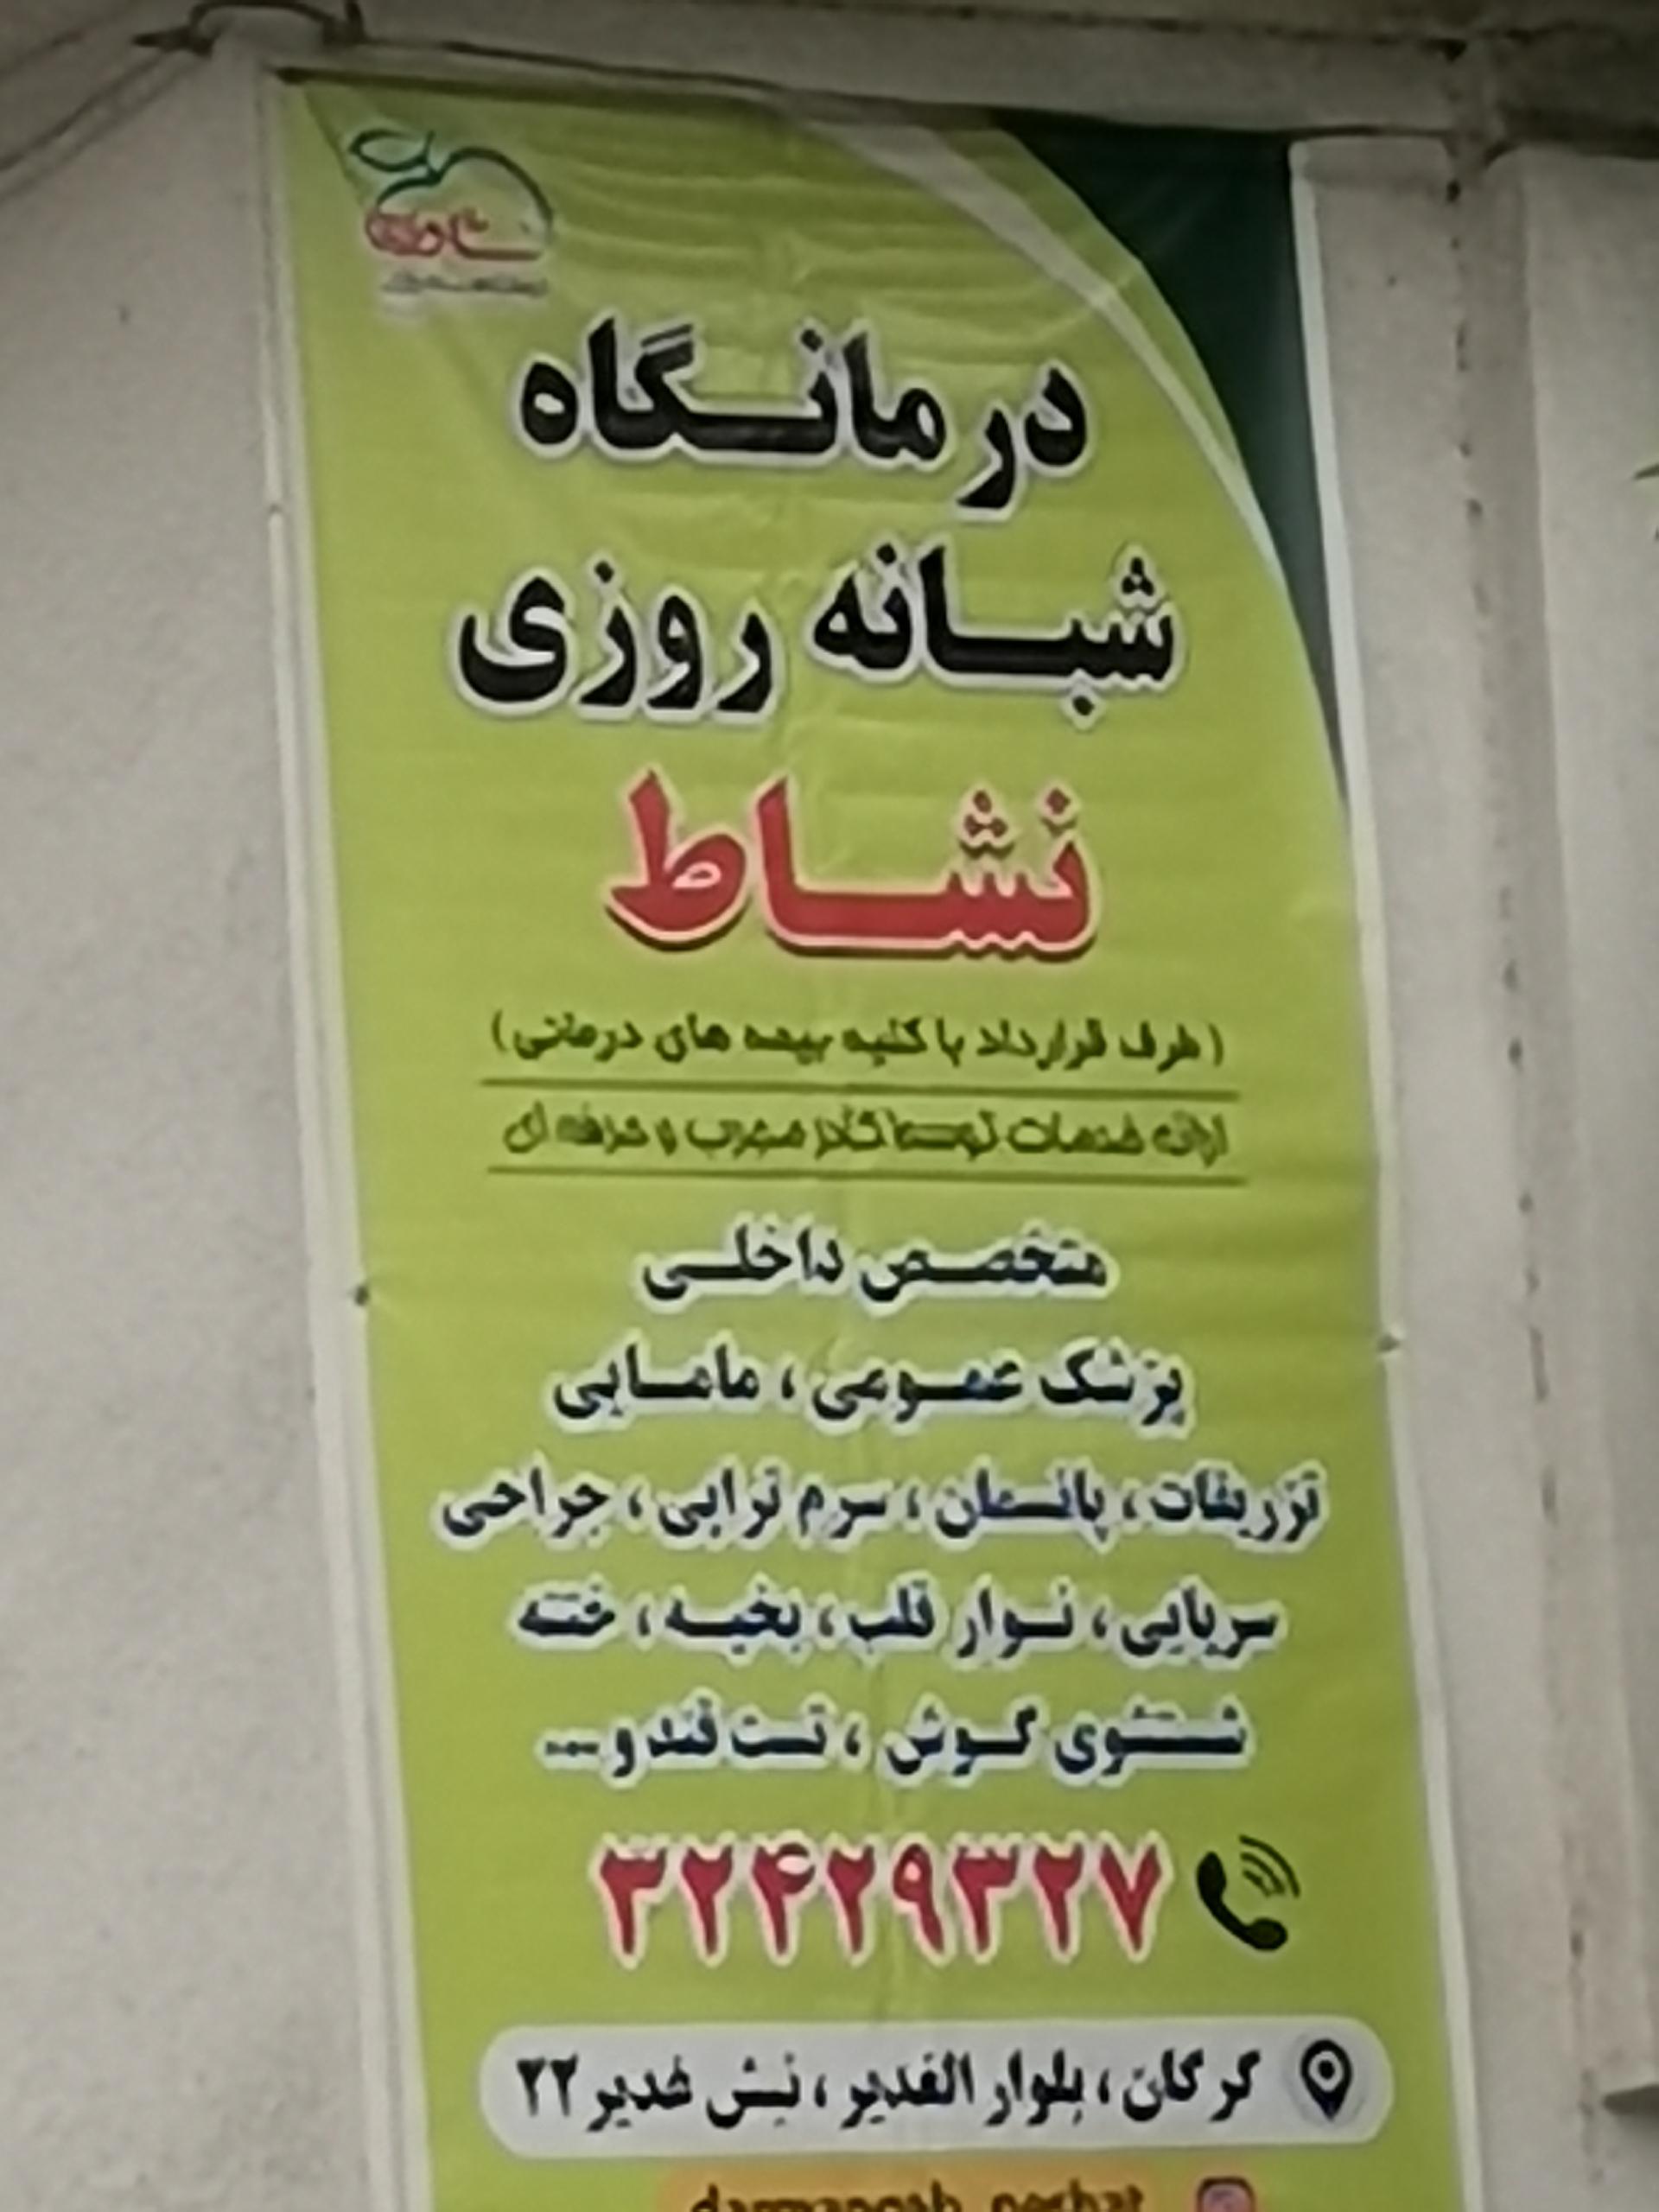 نشاط
درمانگاه
شبانه روزی
نشاط
(طرف قرارداد با کلیه بیمه های درمانی)
ارائه خدمات توسط کادر مجرب و حرفه ای
متخصص داخلی
پزشک عمومی ، مامایی
تزریقات ، پانسمان ، سرم تراپی ، جراحی
سرپایی ، نوار قلب ، بخیه ، ختنه
شستشوی گوش ، تست قند و ...
۳۲۴۲۹۳۲۷
گرگان ، بلوار الغدیر ، نبش غدیر ۲۲